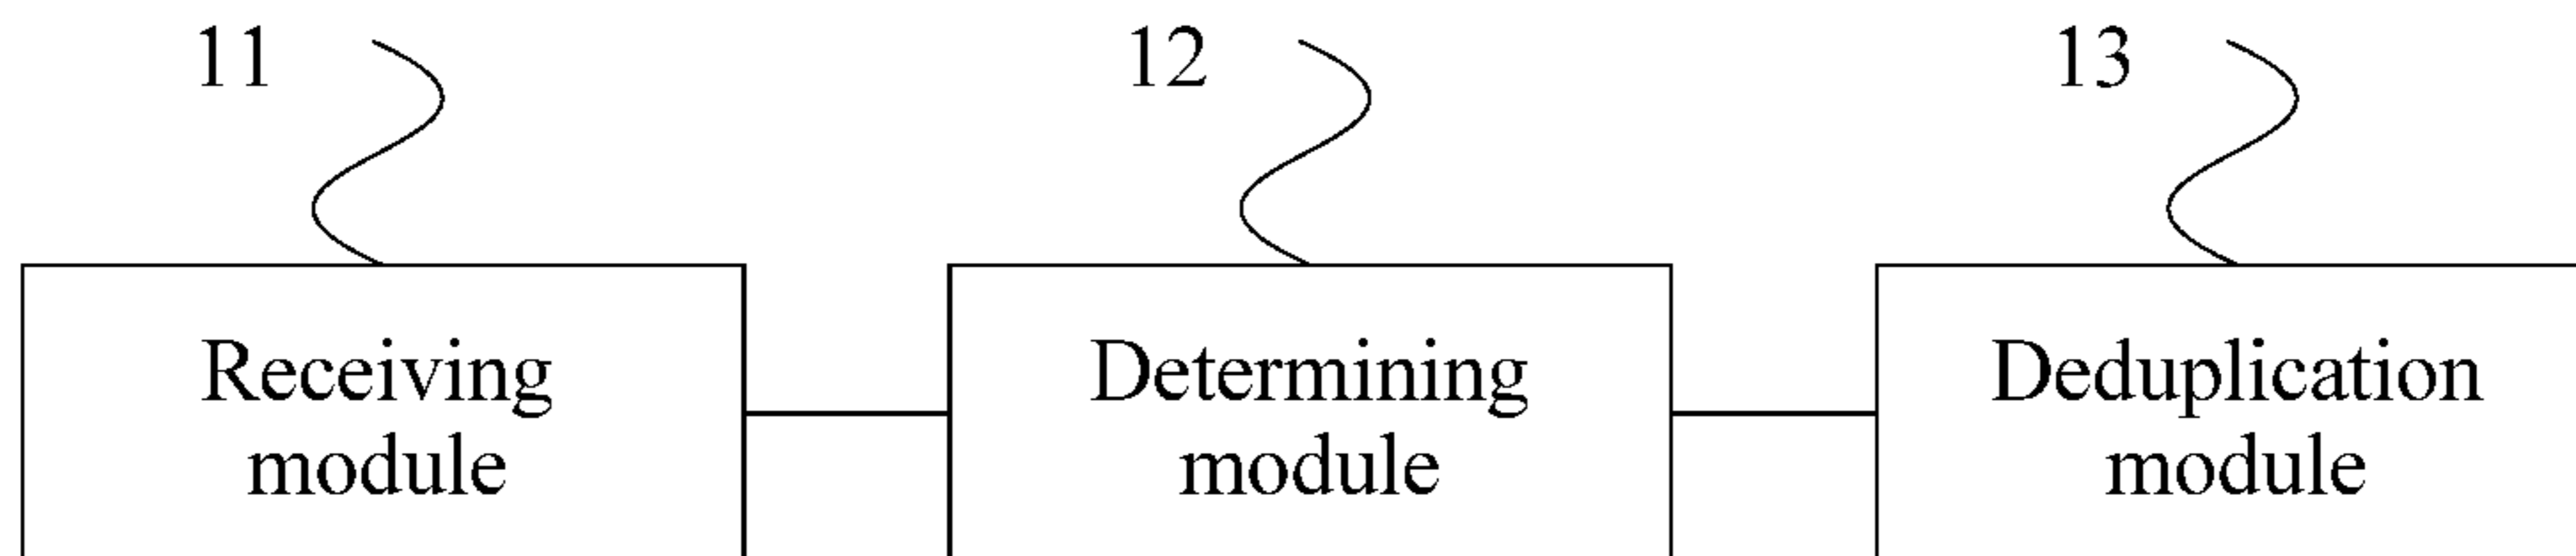 11
12
13
Receiving
module
Determining
module
Deduplication
module